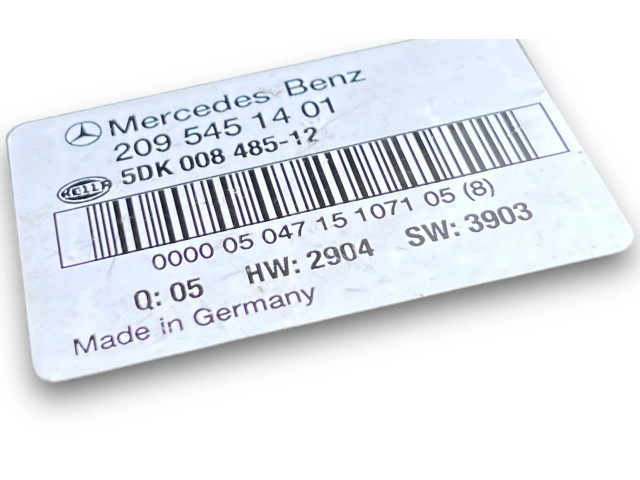 Mercedes-Benz
209 545 14 01
5DK 008 485-12
HELLA
0000 05 047 15 1071 05 (8)
Q: 05 HW: 2904 SW: 3903
Made in Germany